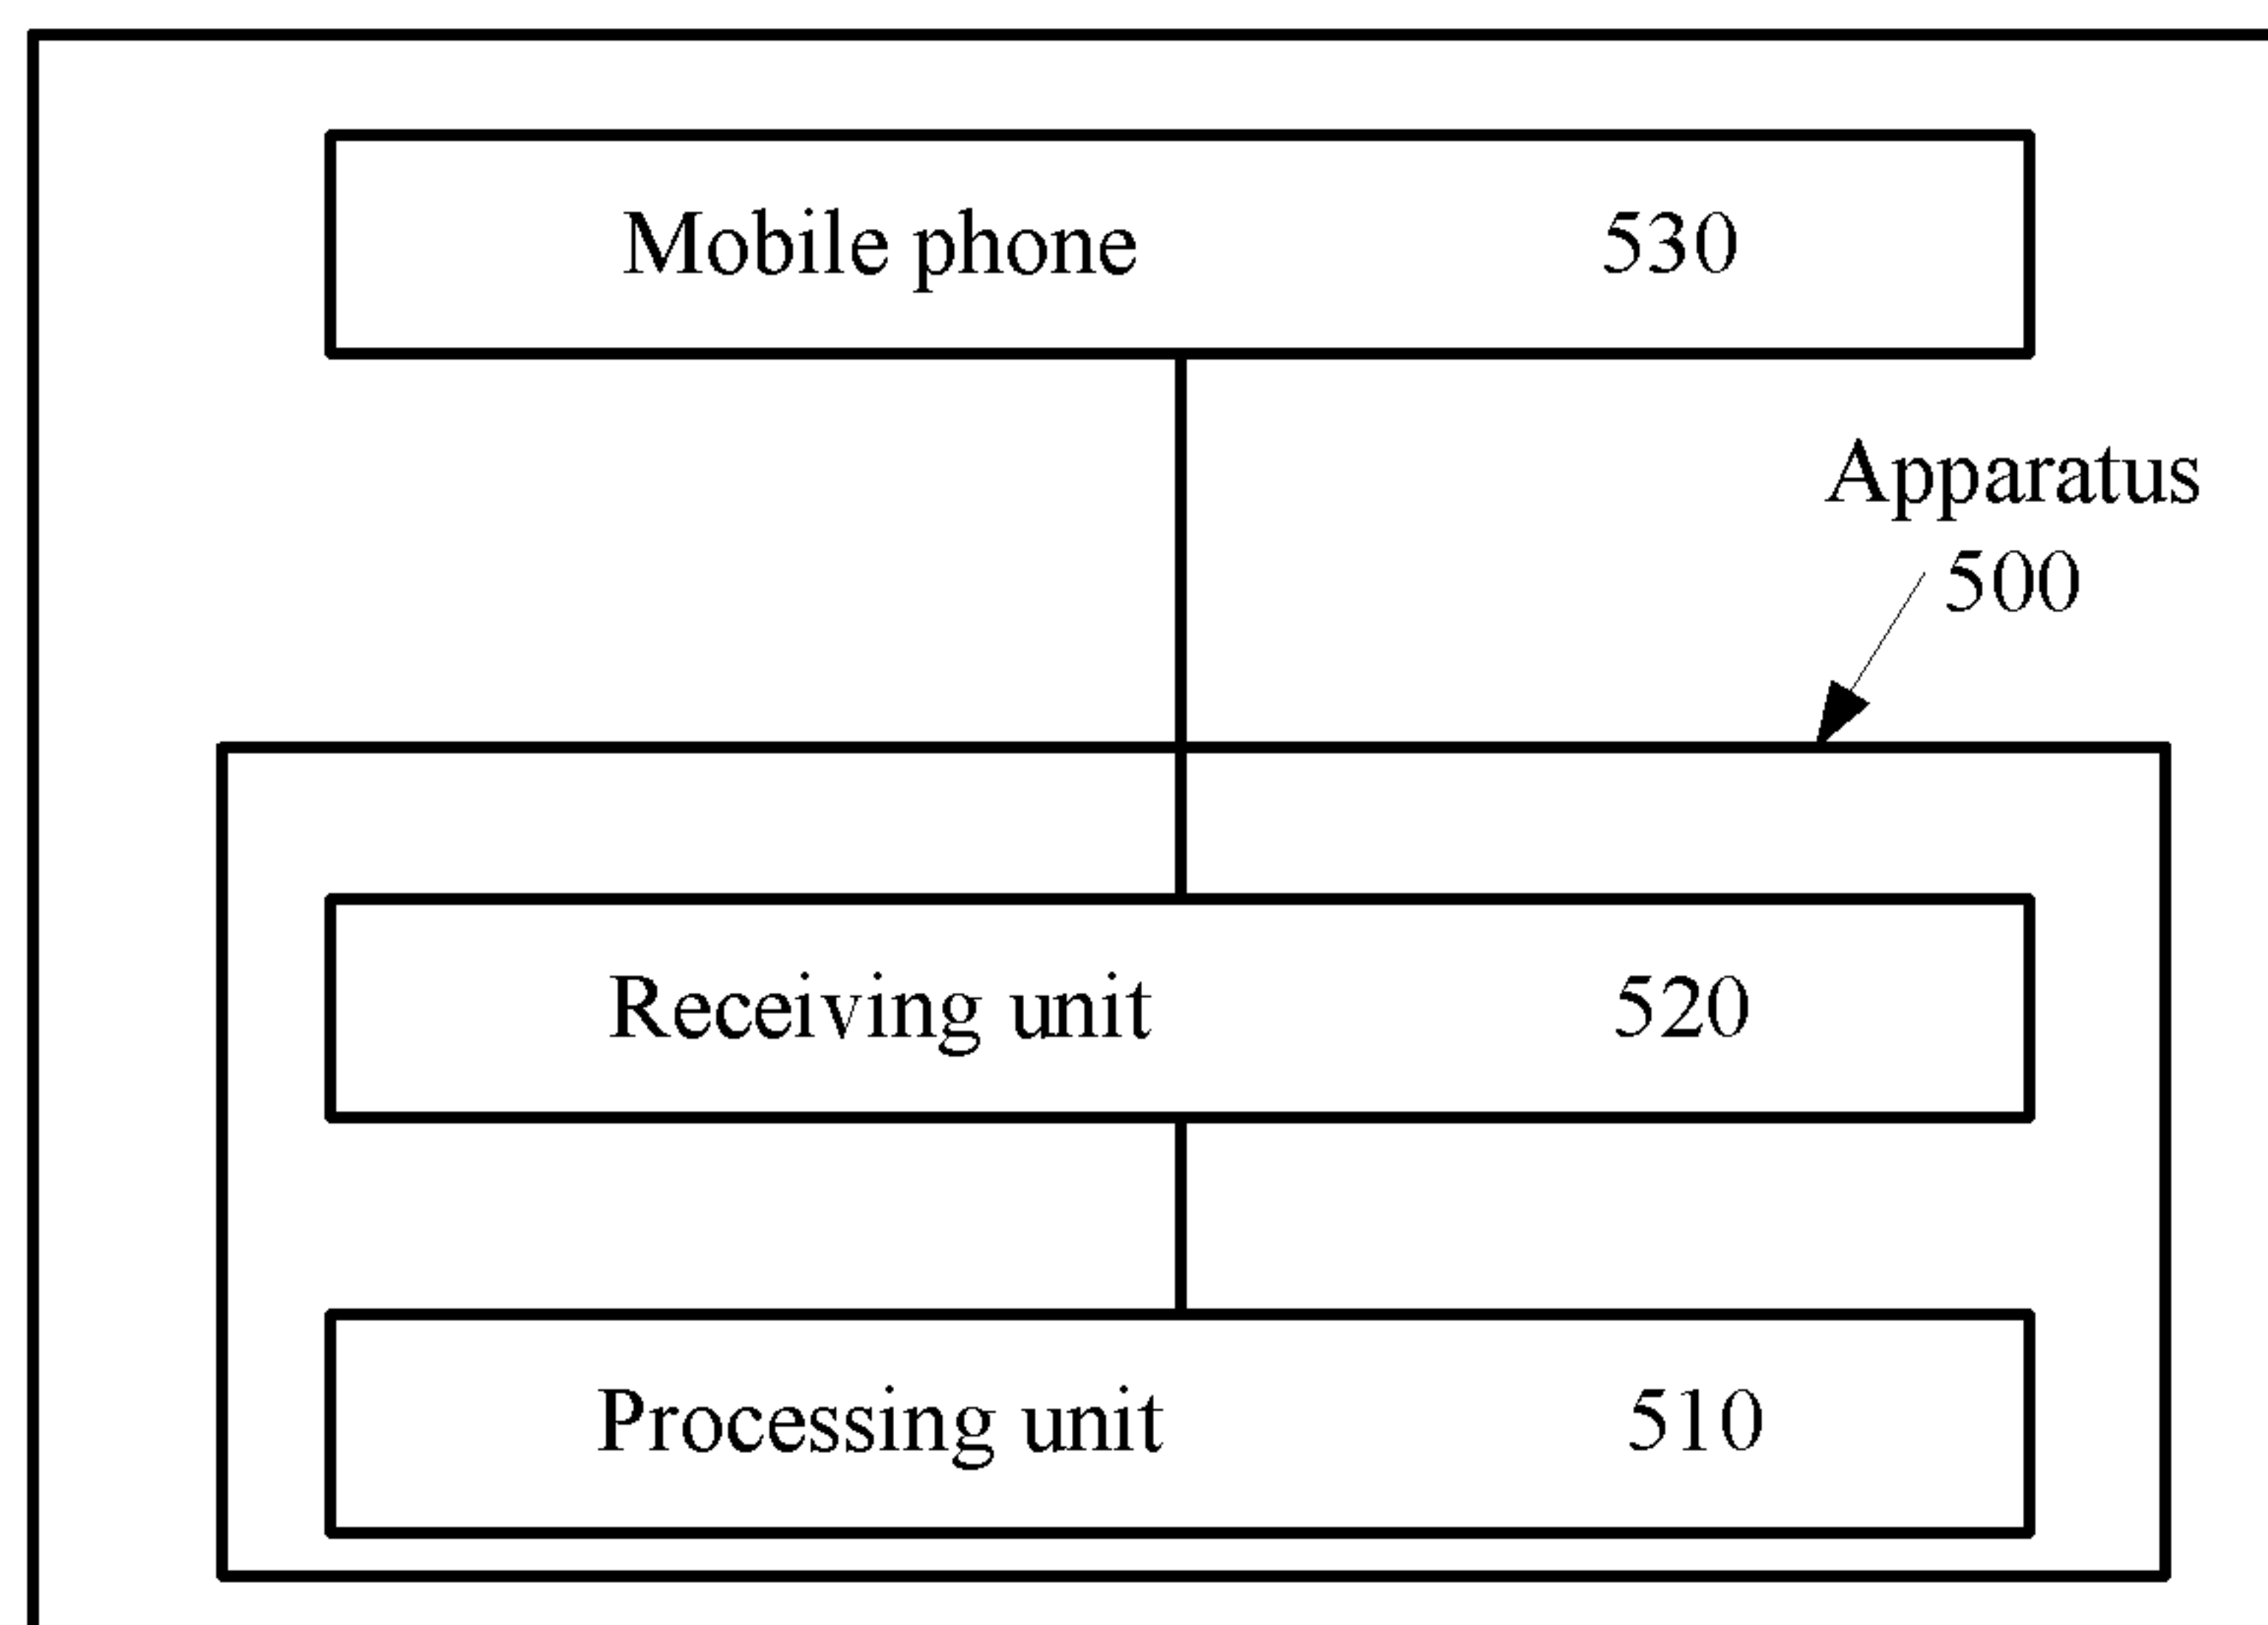 Mobile phone 530
Apparatus
500
Receiving unit 520
Processing unit 510